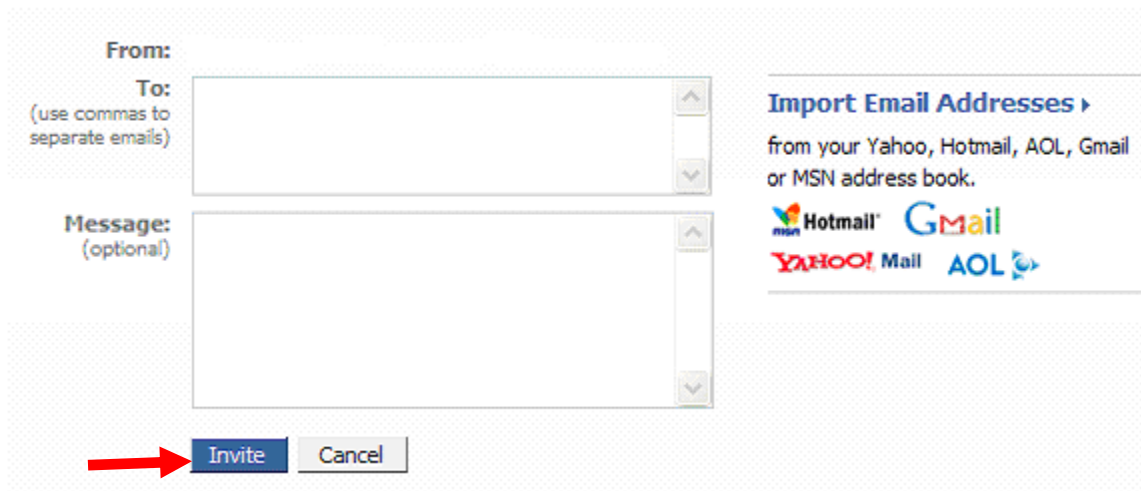 From:
To:
(use commas to
separate emails)
Message:
(optional)
Invite Cancel
Import Email Addresses
from your Yahoo, Hotmail, AOL, Gmail
or MSN address book.
msn Hotmail GMail
YAHOO! Mail AOL